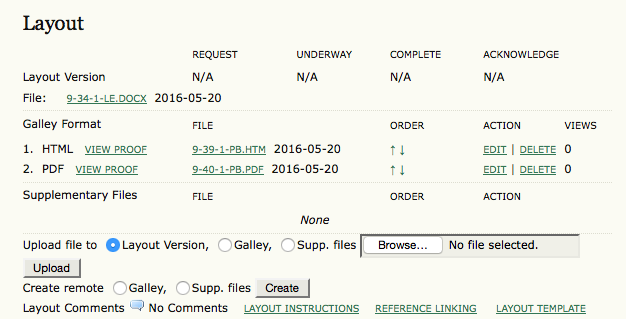 Layout
REQUEST UNDERWAY COMPLETE ACKNOWLEDGE
Layout Version N/A N/A N/A N/A
File: 9-34-1-LE.DOCX 2016-05-20
Galley Format FILE ORDER ACTION VIEWS
1. HTML VIEW PROOF 9-39-1-PB.HTM 2016-05-20 ↑ ↓ EDIT | DELETE 0
2. PDF VIEW PROOF 9-40-1-PB.PDF 2016-05-20 ↑ ↓ EDIT | DELETE 0
Supplementary Files FILE ORDER ACTION
None
Upload file to Layout Version, Galley, Supp. files Browse... No file selected.
Upload
Create remote Galley, Supp. files Create
Layout Comments No Comments LAYOUT INSTRUCTIONS REFERENCE LINKING LAYOUT TEMPLATE